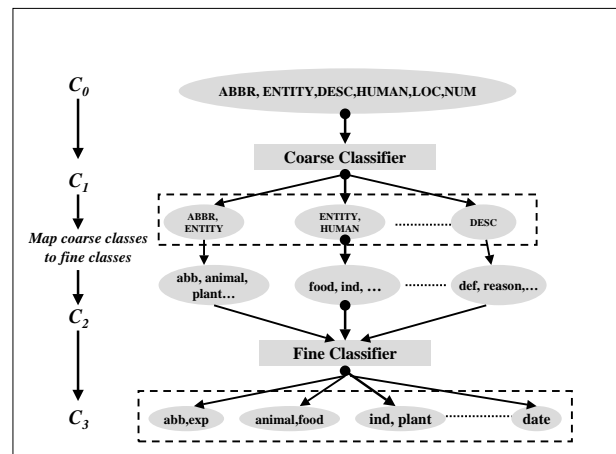 C0
ABBR, ENTITY,DESC,HUMAN,LOC,NUM
Coarse Classifier
C1
ABBR,
ENTITY
ENTITY,
HUMAN
DESC
Map coarse classes
to fine classes
abb, animal,
plant…
food, ind, …
def, reason,…
C2
Fine Classifier
C3
abb,exp
animal,food
ind, plant
date